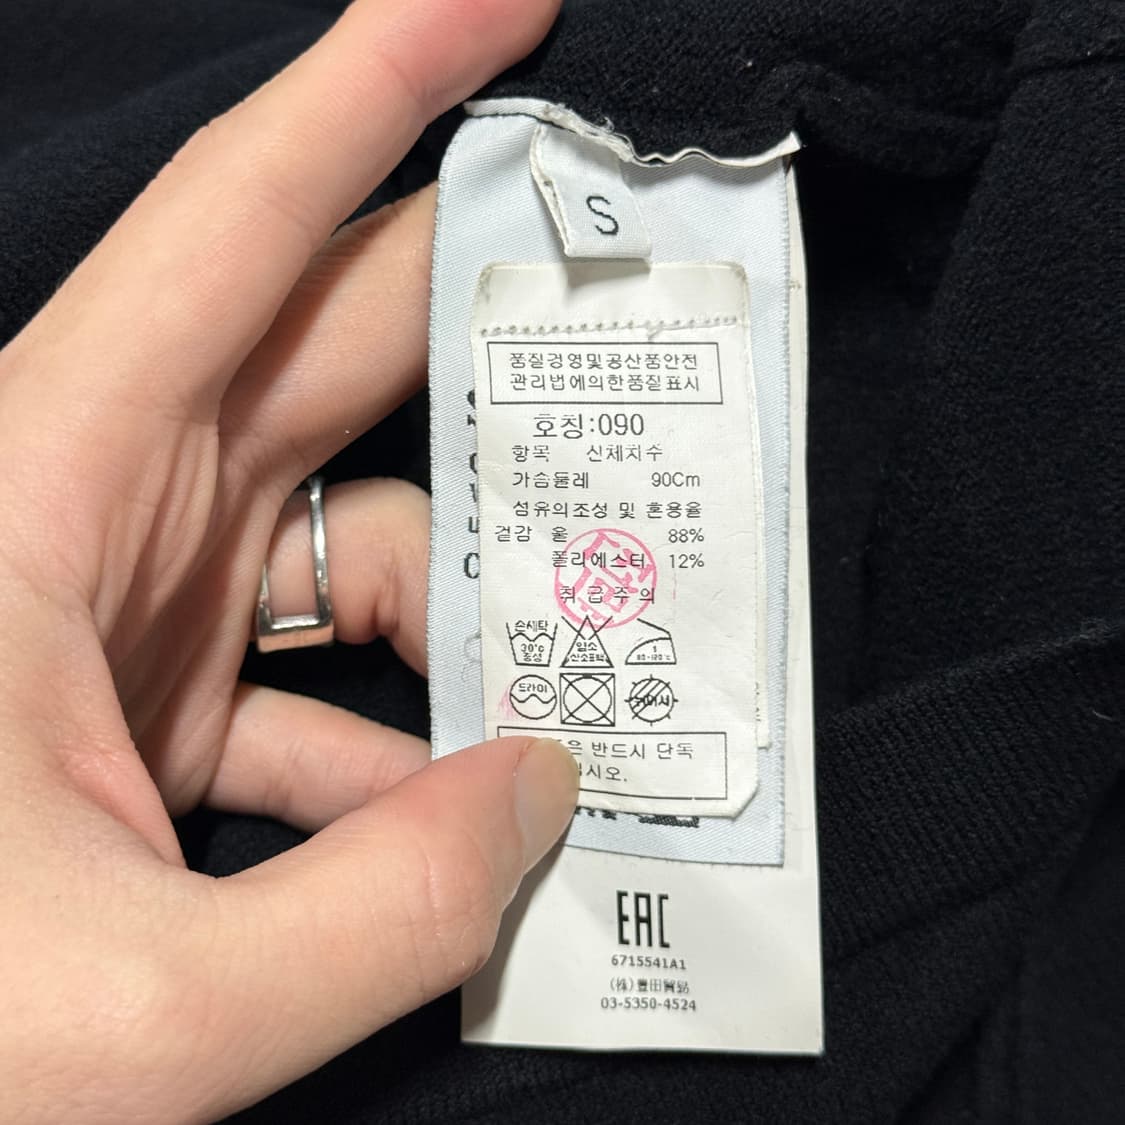 S
품질경영및공산품안전
관리법에의한품질표시
호칭:090
항목 신체치수
가슴둘레 90Cm
섬유의조성 및 혼용율
겉감 울 88%
폴리에스터 12%
취급주의
손세탁
30°C
중성
염소
산소표백
1
80-120°C
드라이
반드시 단독
EAC
6715541A1
(株)豊田貿易
03-5350-4524